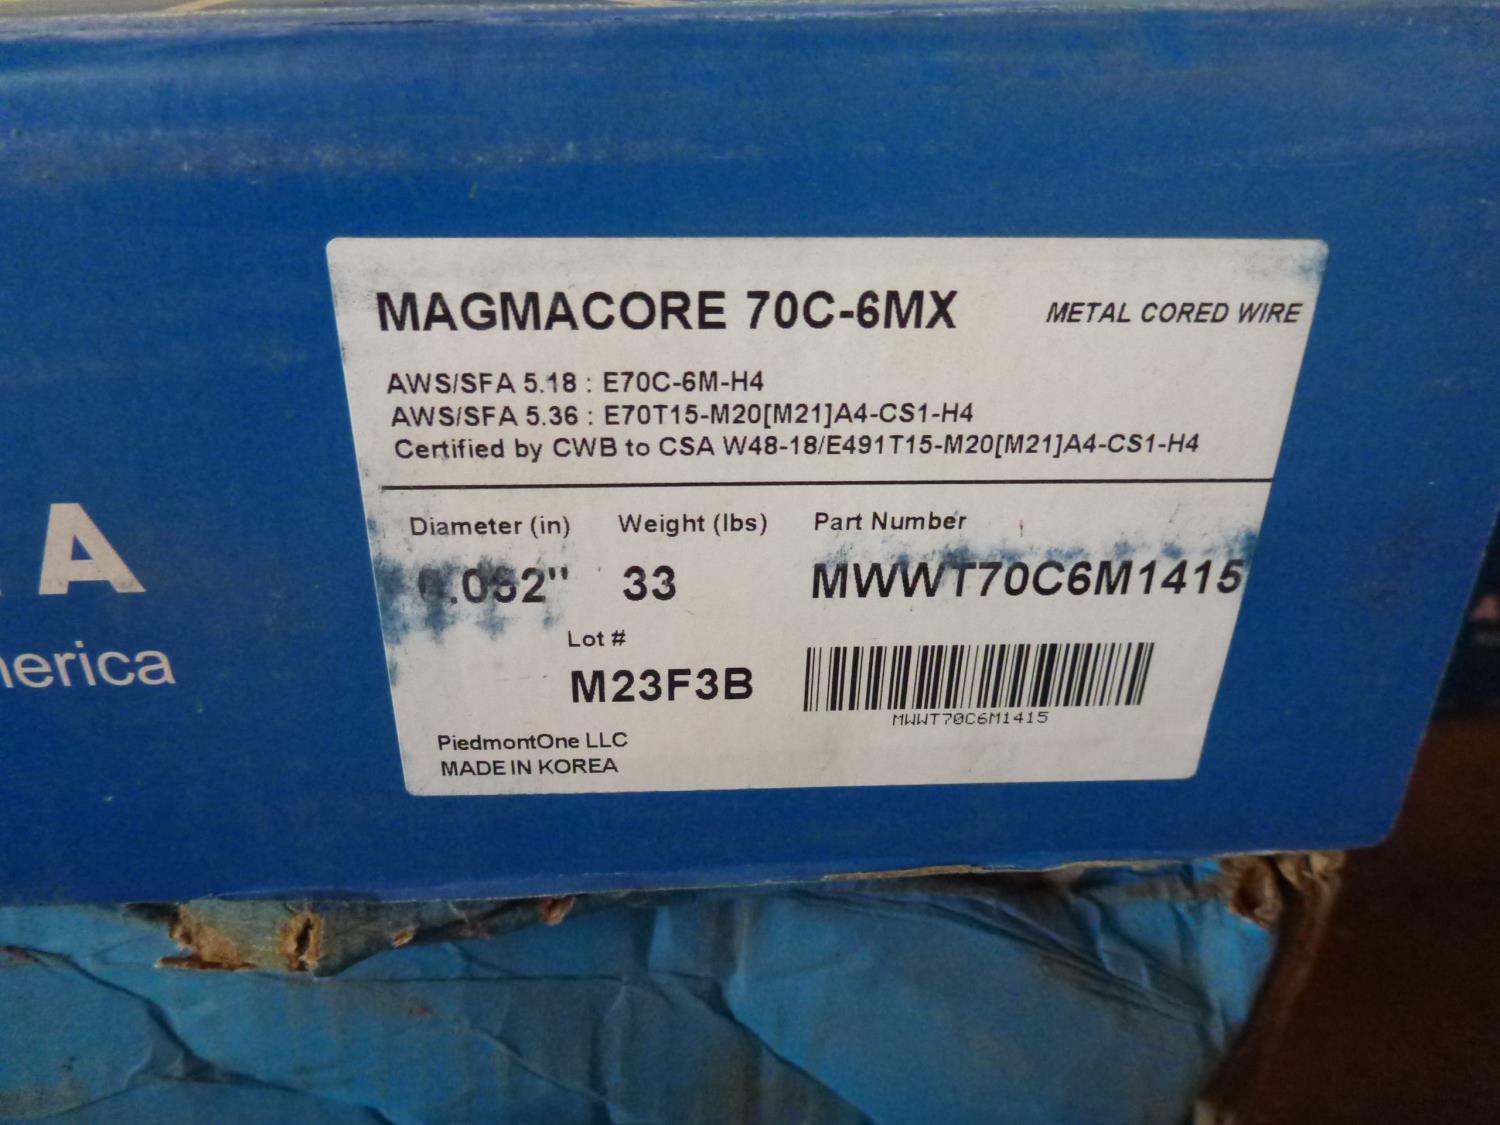 MAGMACORE 70C-6MX METAL CORED WIRE
AWS/SFA 5.18 : E70C-6M-H4
AWS/SFA 5.36 : E70T15-M20[M21]A4-CS1-H4
Certified by CWB to CSA W48-18/E491T15-M20[M21]A4-CS1-H4
Diameter (in) Weight (lbs) Part Number
33 MWWT70C6M1415
Lot #
M23F3B
MWWT70C6M1415
PiedmontOne LLC
MADE IN KOREA
A
erica